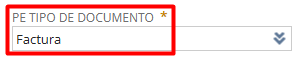 PE TIPO DE DOCUMENTO *
Factura